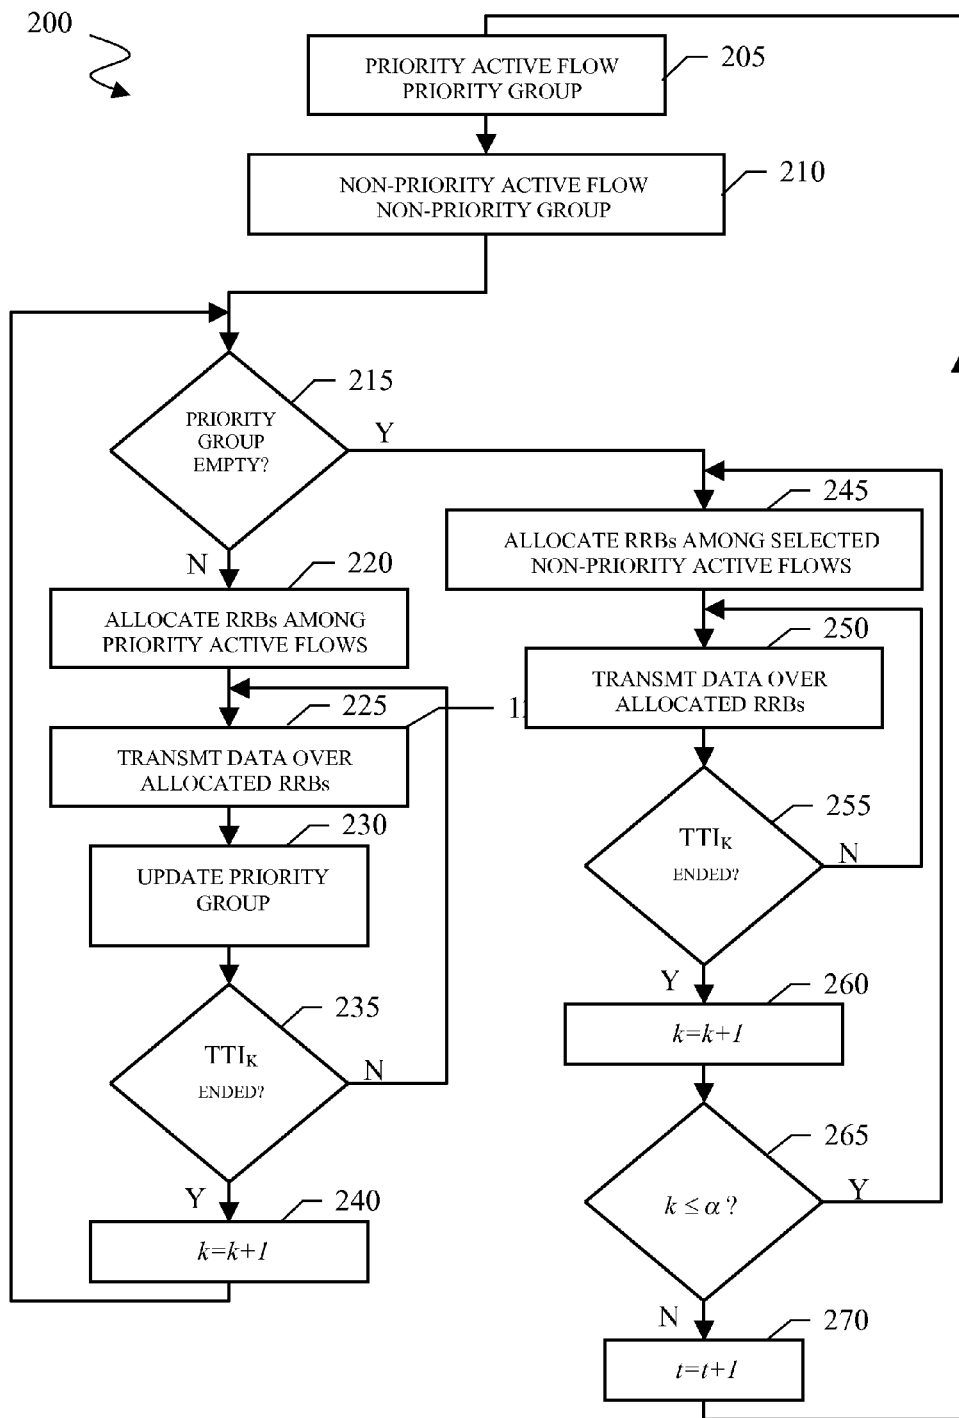 200
205
PRIORITY ACTIVE FLOW
PRIORITY GROUP
210
NON-PRIORITY ACTIVE FLOW
NON-PRIORITY GROUP
215
PRIORITY
GROUP
EMPTY?
Y
N
220
ALLOCATE RRBs AMONG
PRIORITY ACTIVE FLOWS
225
TRANSMT DATA OVER
ALLOCATED RRBs
230
UPDATE PRIORITY
GROUP
235
TTIK
ENDED?
N
Y
240
k=k+1
245
ALLOCATE RRBs AMONG SELECTED
NON-PRIORITY ACTIVE FLOWS
250
TRANSMT DATA OVER
ALLOCATED RRBs
255
TTIK
ENDED?
N
Y
260
k=k+1
265
k ≤ α ?
Y
N
270
t=t+1